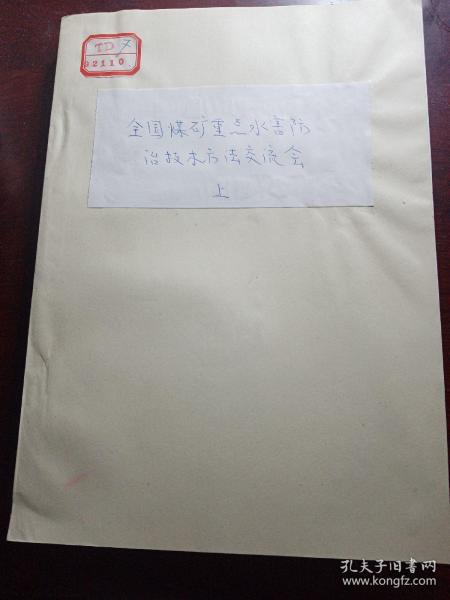 TD7
92110
全国煤矿重点水害防
治技术方法交流会
上
孔夫子旧书网
www.kongfz.com